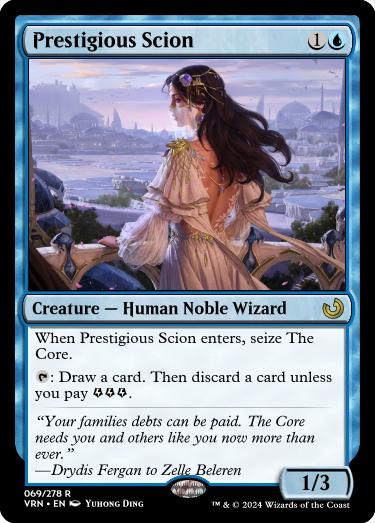 Prestigious Scion 1
Creature — Human Noble Wizard
When Prestigious Scion enters, seize The
Core.
: Draw a card. Then discard a card unless
you pay .
“Your families debts can be paid. The Core
needs you and others like you now more than
ever.”
—Drydis Fergan to Zelle Beleren
1/3
069/278 R
VRN • EN Yuhong Ding
™ & © 2024 Wizards of the Coast